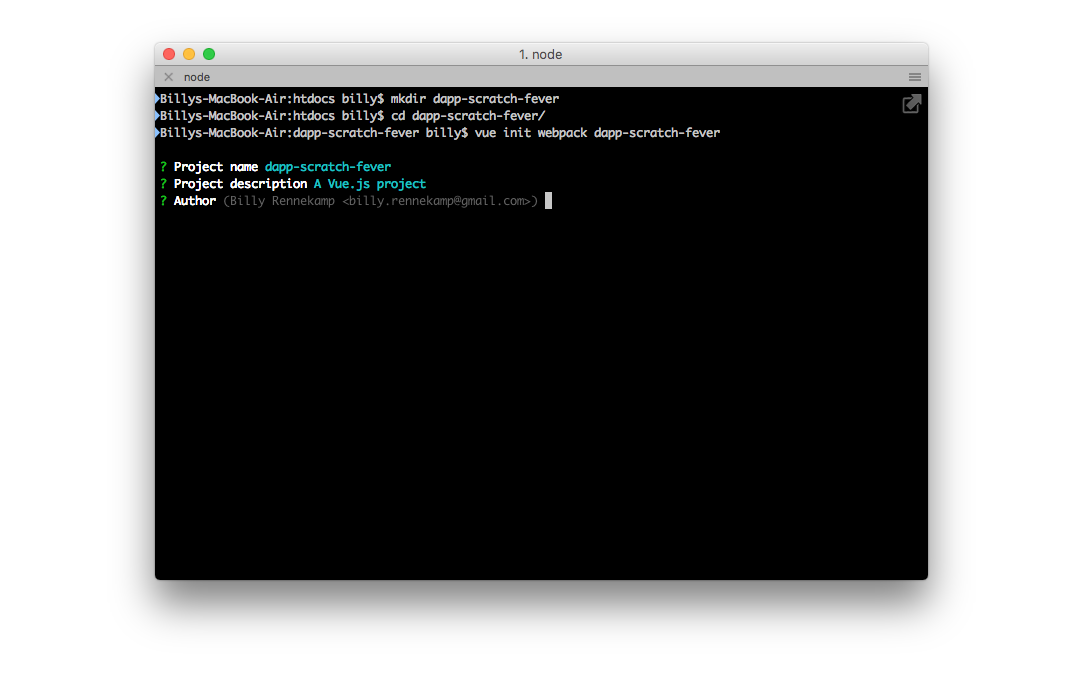 1. node
node
Billys-MacBook-Air:htdocs billy$ mkdir dapp-scratch-fever
Billys-MacBook-Air:htdocs billy$ cd dapp-scratch-fever/
Billys-MacBook-Air:dapp-scratch-fever billy$ vue init webpack dapp-scratch-fever
? Project name dapp-scratch-fever
? Project description A Vue.js project
? Author (Billy Rennekamp <billy.rennekamp@gmail.com>)